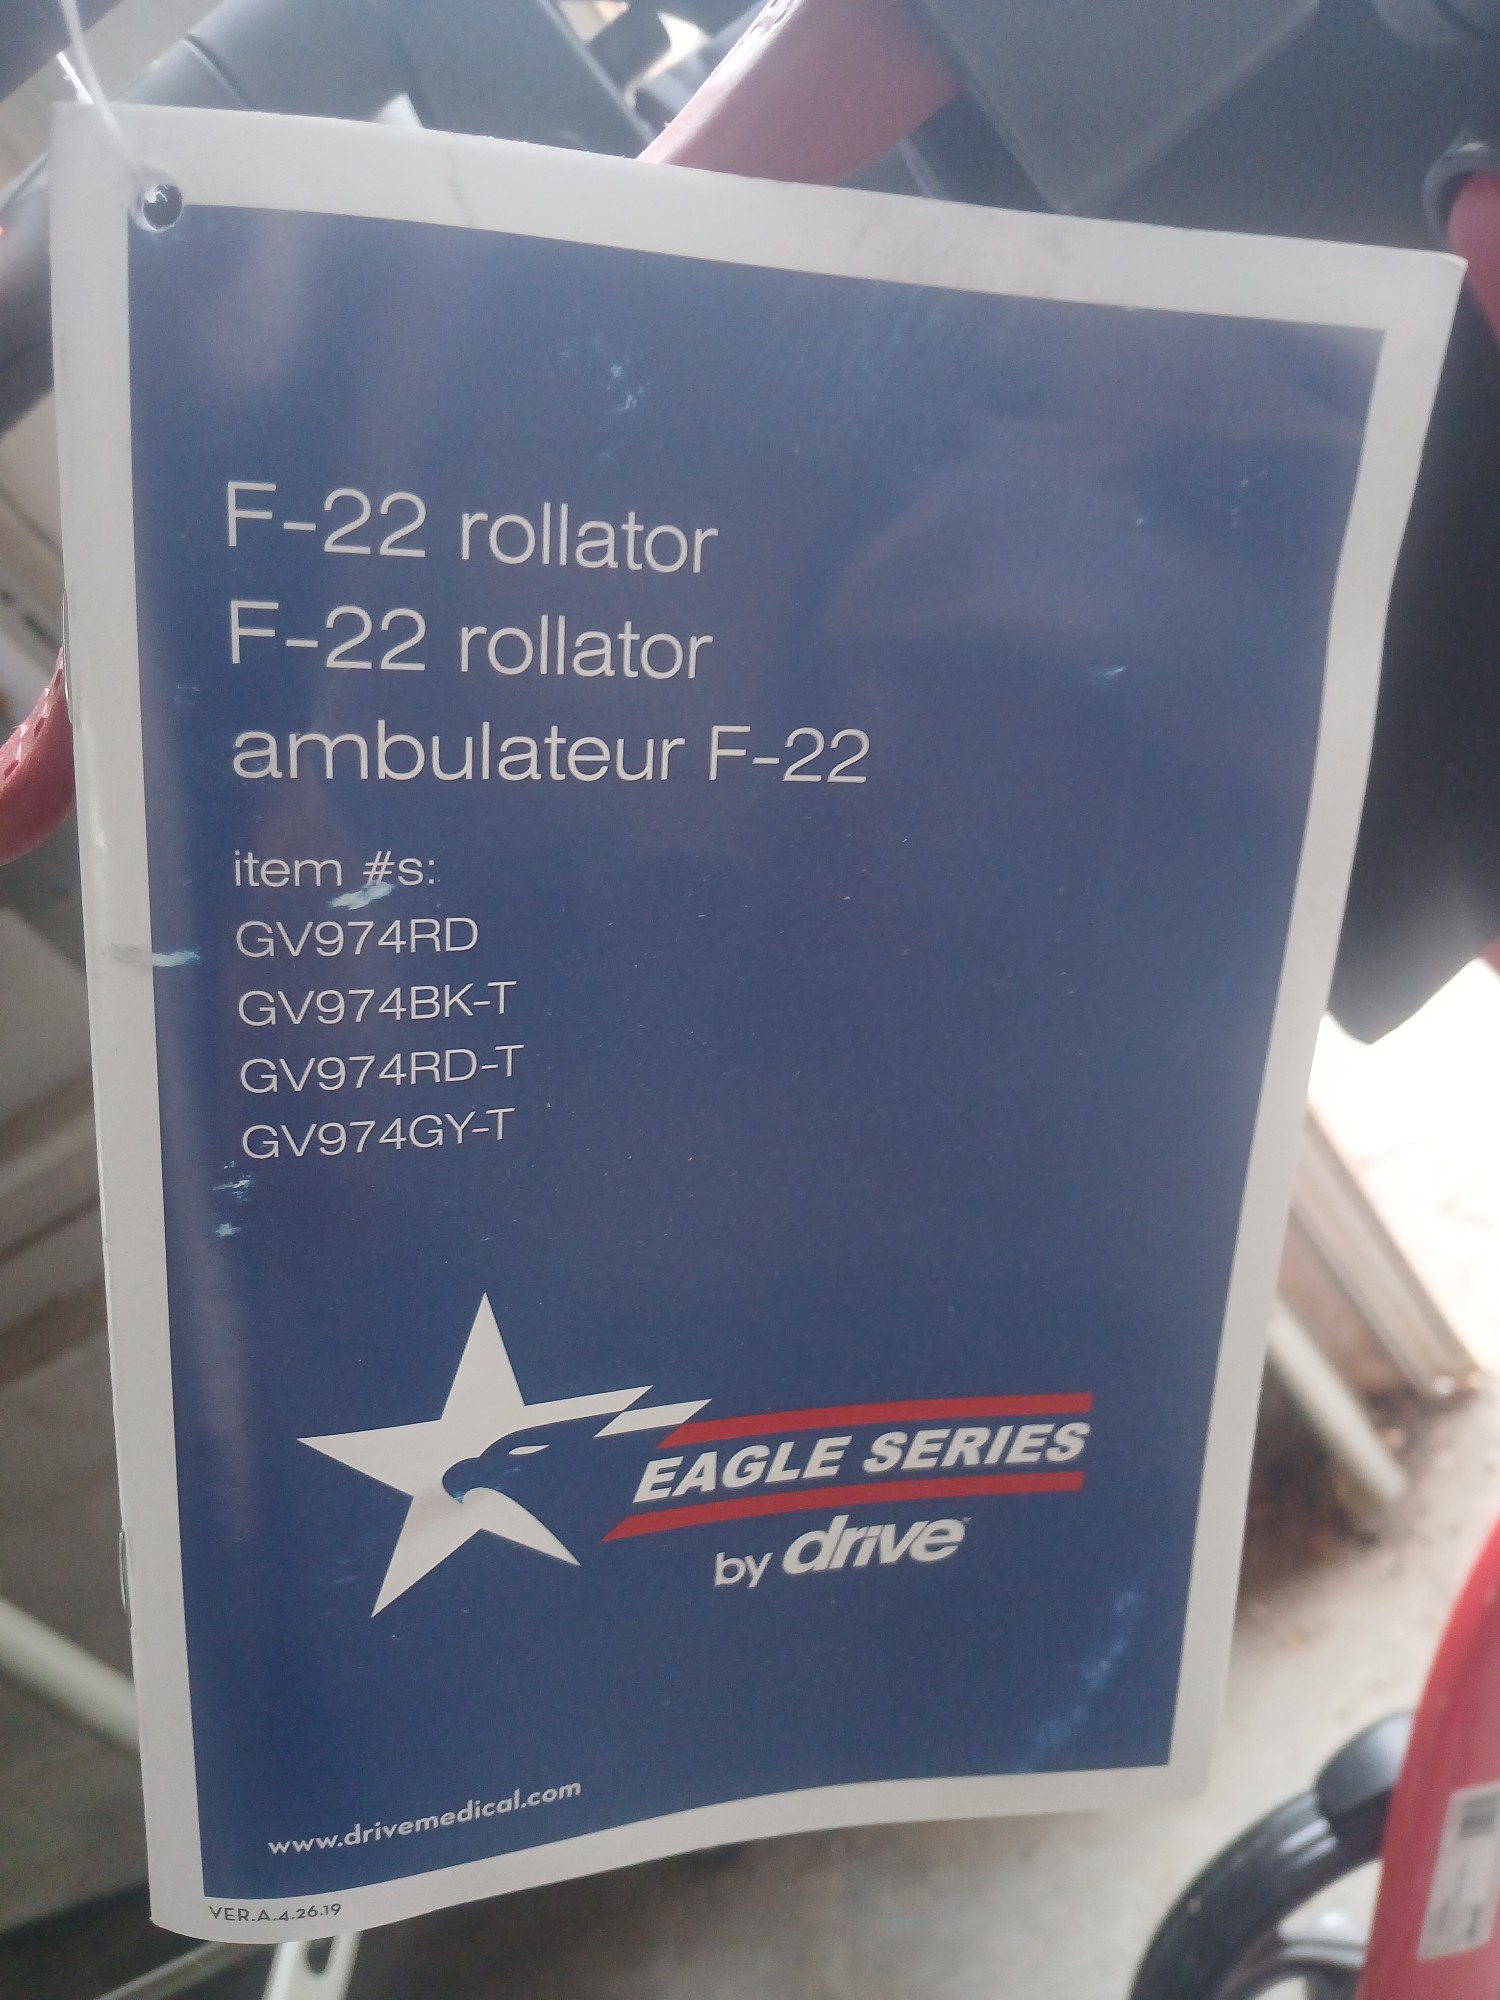 F-22 rollator
F-22 rollator
ambulateur F-22
item #s:
GV974RD
GV974BK-T
GV974RD-T
GV974GY-T
EAGLE SERIES
by drive
www.drivemedical.com
VER.A.4.26.19